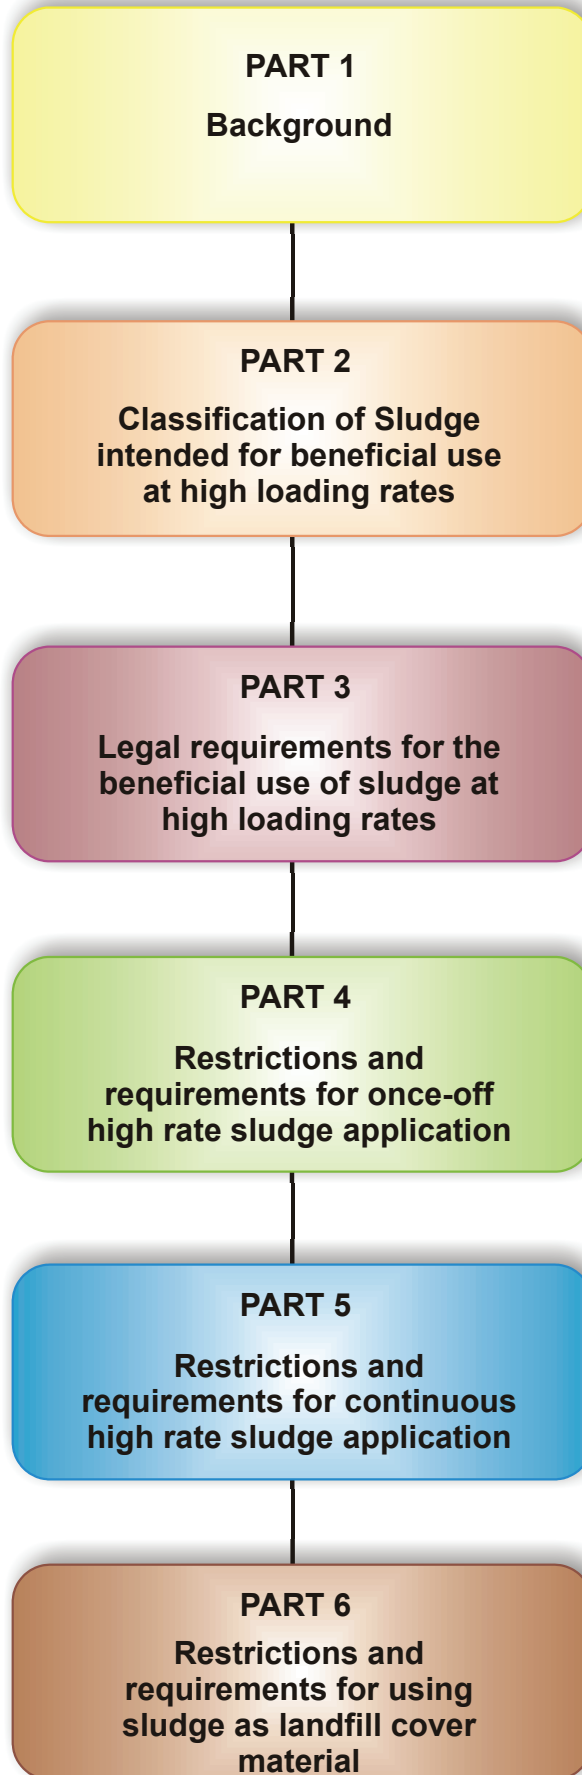 PART 1
Background
PART 2
Classification of Sludge
intended for beneficial use
at high loading rates
PART 3
Legal requirements for the
beneficial use of sludge at
high loading rates
PART 4
Restrictions and
requirements for once-off
high rate sludge application
PART 5
Restrictions and
requirements for continuous
high rate sludge application
PART 6
Restrictions and
requirements for using
sludge as landfill cover
material